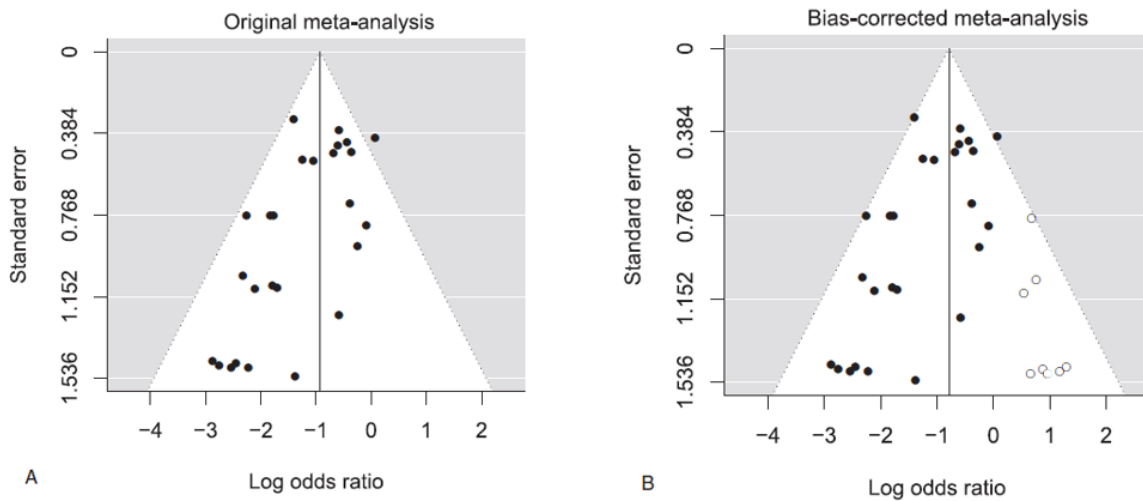 Original meta-analysis
Standard error
0
0.384
0.768
1.152
1.536
−4 −3 −2 −1 0 1 2
Log odds ratio
A
Bias-corrected meta-analysis
Standard error
0
0.384
0.768
1.152
1.536
−4 −3 −2 −1 0 1 2
Log odds ratio
B